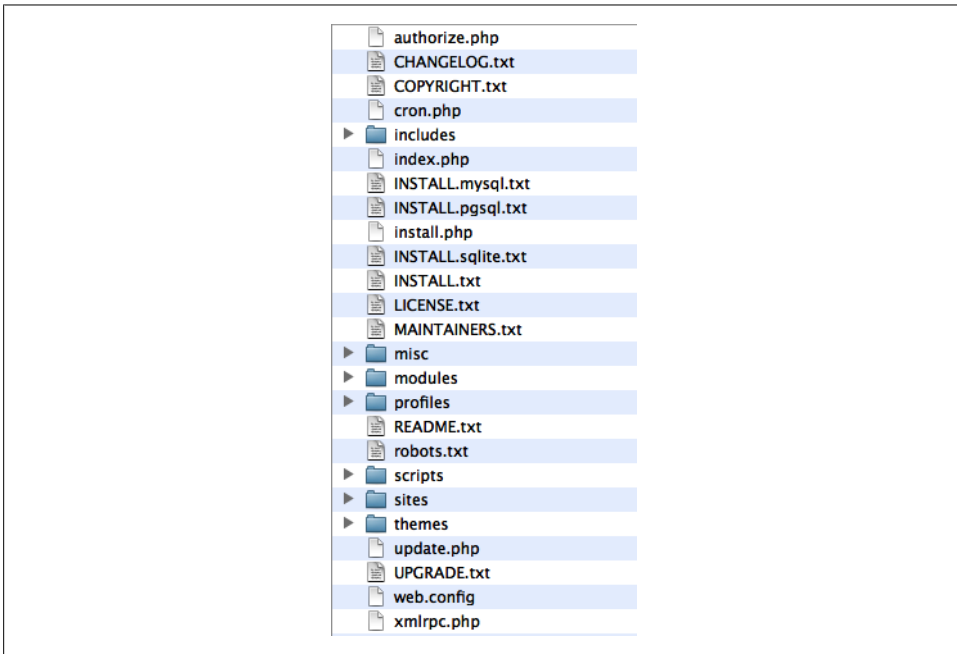 authorize.php
CHANGELOG.txt
COPYRIGHT.txt
cron.php
includes
index.php
INSTALL.mysql.txt
INSTALL.pgsql.txt
install.php
INSTALL.sqlite.txt
INSTALL.txt
LICENSE.txt
MAINTAINERS.txt
misc
modules
profiles
README.txt
robots.txt
scripts
sites
themes
update.php
UPGRADE.txt
web.config
xmlrpc.php